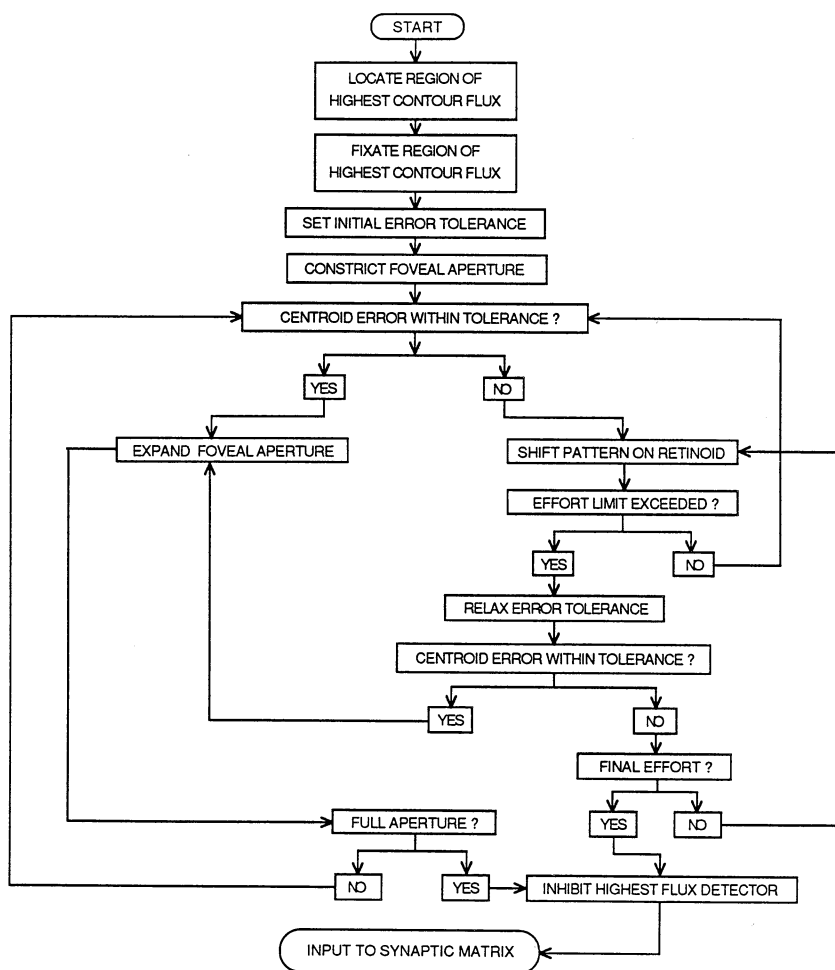 START
LOCATE REGION OF
HIGHEST CONTOUR FLUX
FIXATE REGION OF
HIGHEST CONTOUR FLUX
SET INITIAL ERROR TOLERANCE
CONSTRICT FOVEAL APERTURE
CENTROID ERROR WITHIN TOLERANCE ?
YES
NO
EXPAND FOVEAL APERTURE
SHIFT PATTERN ON RETINOID
EFFORT LIMIT EXCEEDED ?
YES
NO
RELAX ERROR TOLERANCE
CENTROID ERROR WITHIN TOLERANCE ?
YES
NO
FINAL EFFORT ?
YES
NO
FULL APERTURE ?
NO
YES
INHIBIT HIGHEST FLUX DETECTOR
INPUT TO SYNAPTIC MATRIX